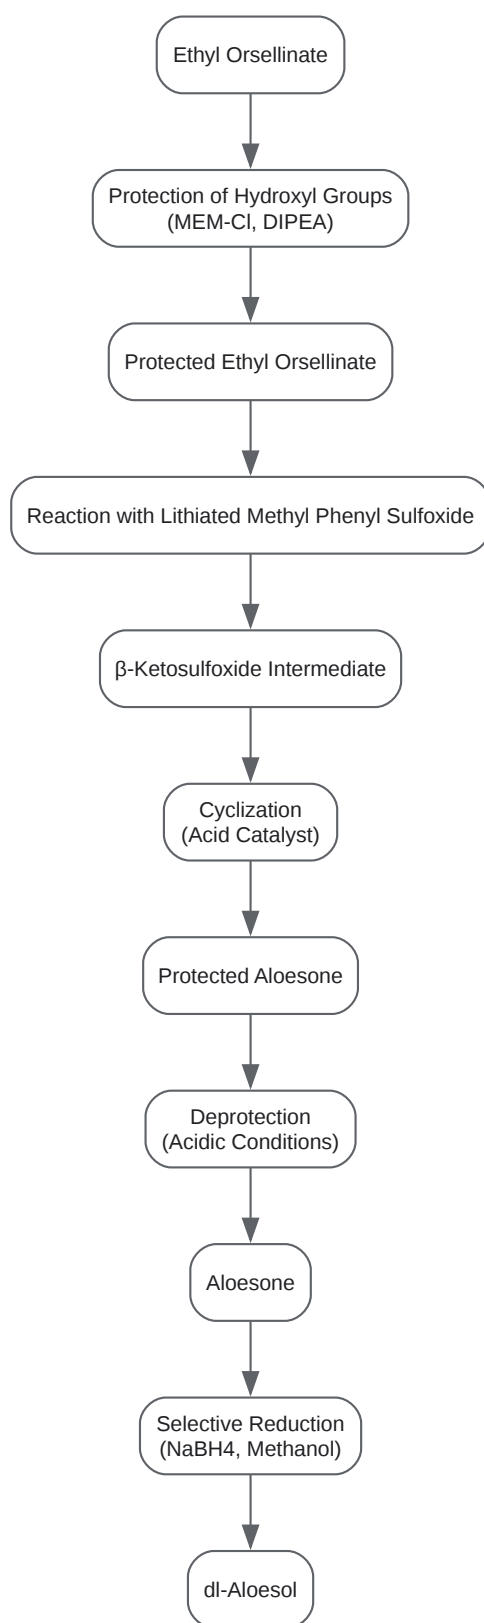 Ethyl Orsellinate
Protection of Hydroxyl Groups
(MEM-Cl, DIPEA)
Protected Ethyl Orsellinate
Reaction with Lithiated Methyl Phenyl Sulfoxide
β-Ketosulfoxide Intermediate
Cyclization
(Acid Catalyst)
Protected Aloesone
Deprotection
(Acidic Conditions)
Aloesone
Selective Reduction
(NaBH4, Methanol)
dl-Aloesol